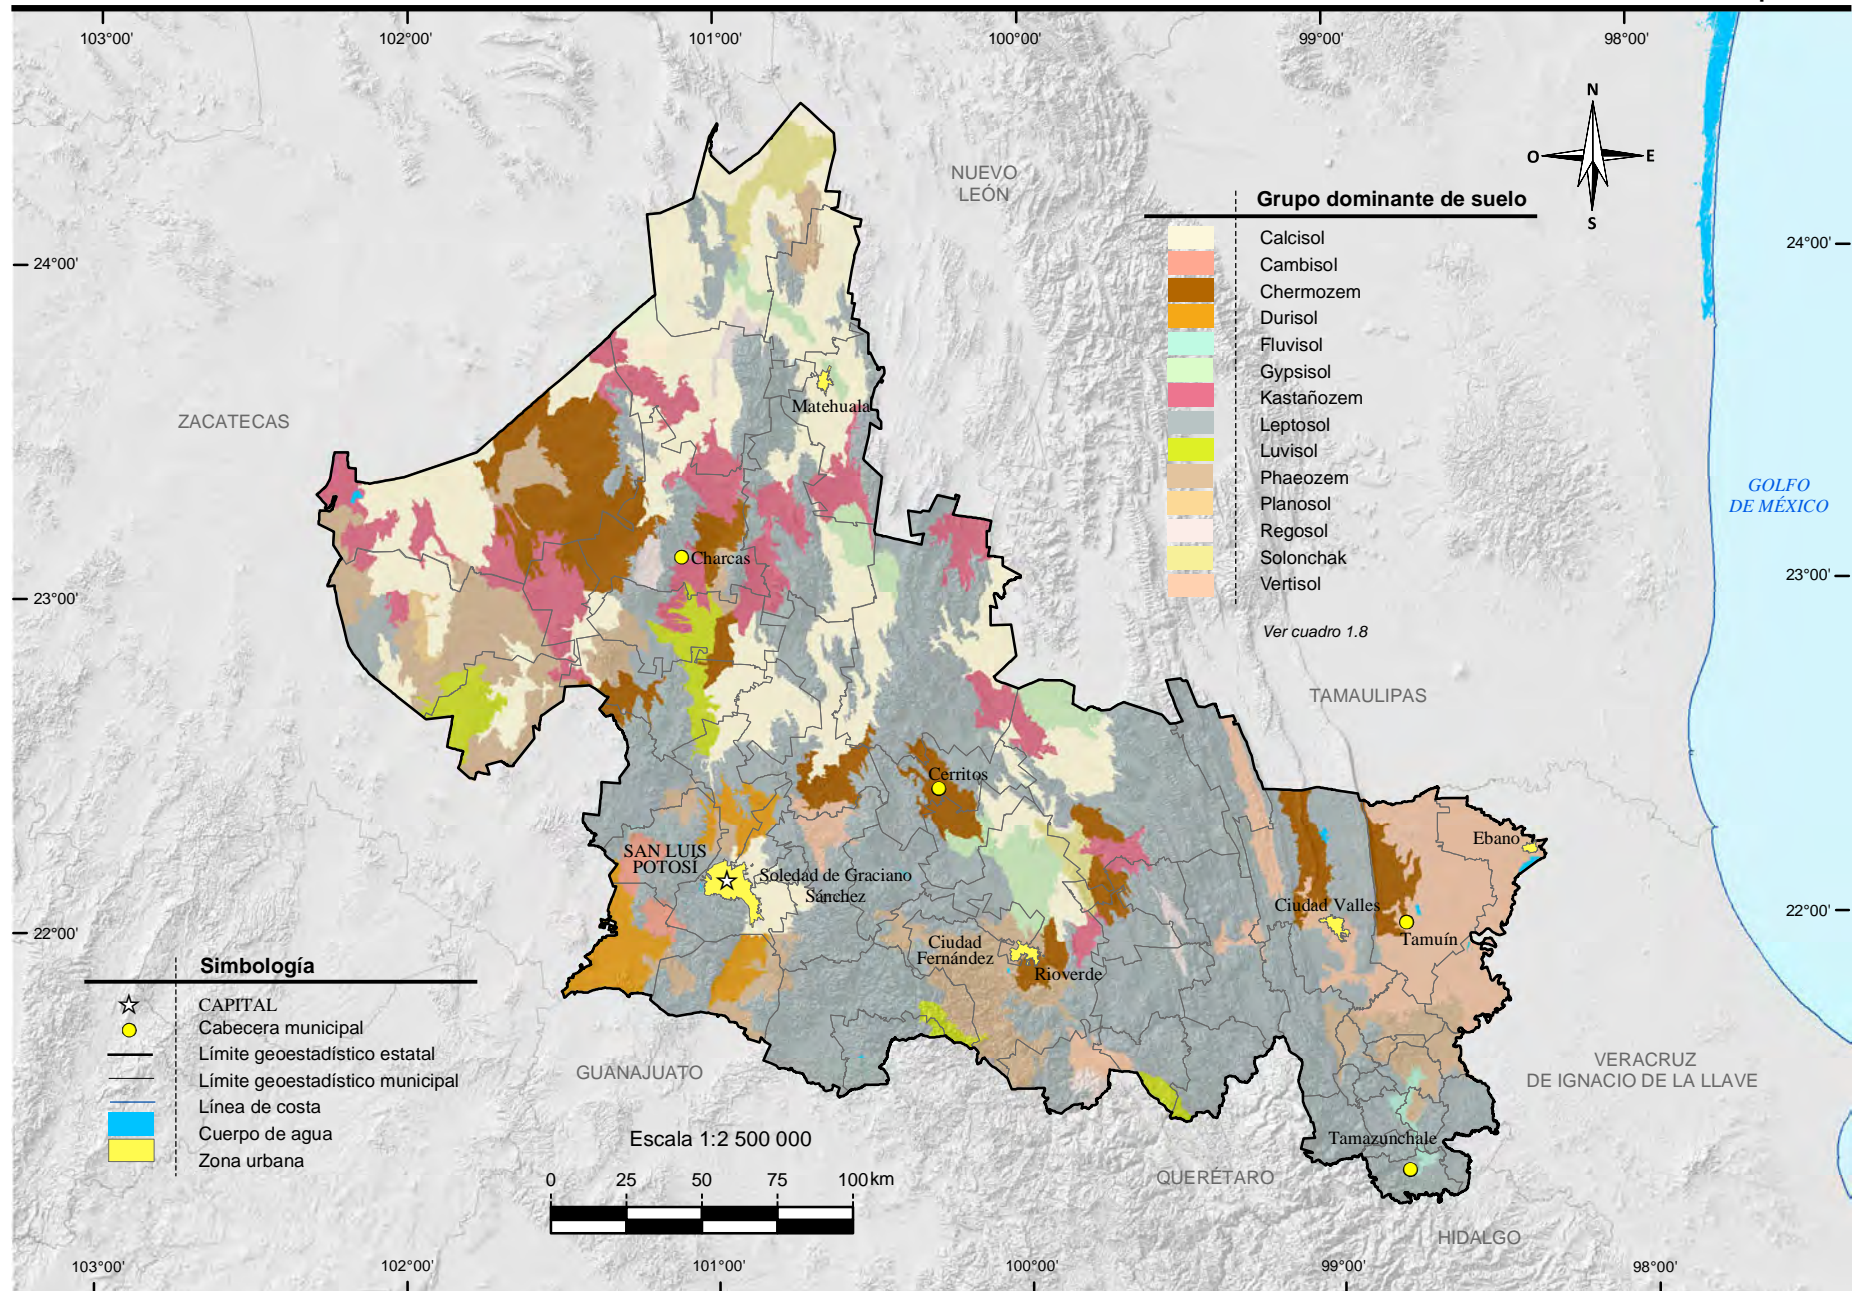 103°00'
102°00'
101°00'
100°00'
99°00'
98°00'
N
O
E
S
NUEVO
LEÓN
Grupo dominante de suelo
Calcisol
Cambisol
Chermozem
Durisol
Fluvisol
Gypsisol
Kastañozem
Leptosol
Luvisol
Phaeozem
Planosol
Regosol
Solonchak
Vertisol
Ver cuadro 1.8
24°00'
24°00'
ZACATECAS
Matehuala
GOLFO
DE MÉXICO
Charcas
23°00'
23°00'
TAMAULIPAS
Cerritos
Ebano
SAN LUIS
POTOSÍ
Soledad de Graciano
Sánchez
Ciudad Valles
Tamuín
22°00'
22°00'
Ciudad
Fernández
Rioverde
Simbología
CAPITAL
Cabecera municipal
Límite geoestadístico estatal
Límite geoestadístico municipal
Línea de costa
Cuerpo de agua
Zona urbana
GUANAJUATO
VERACRUZ
DE IGNACIO DE LA LLAVE
Escala 1:2 500 000
0
25
50
75
100km
Tamazunchale
QUERÉTARO
HIDALGO
103°00'
102°00'
101°00'
100°00'
99°00'
98°00'